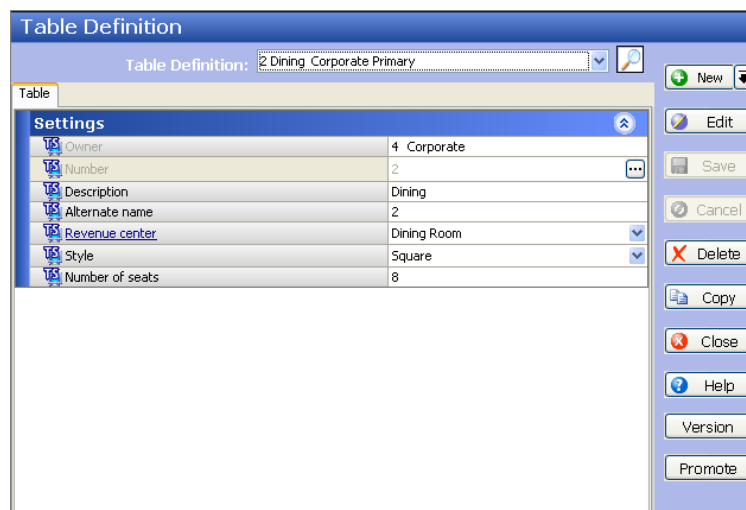 Table Definition
Table Definition: 2 Dining Corporate Primary
Table
Settings
Owner 4 Corporate
Number 2 ...
Description Dining
Alternate name 2
Revenue center Dining Room
Style Square
Number of seats 8
New
Edit
Save
Cancel
Delete
Copy
Close
Help
Version
Promote